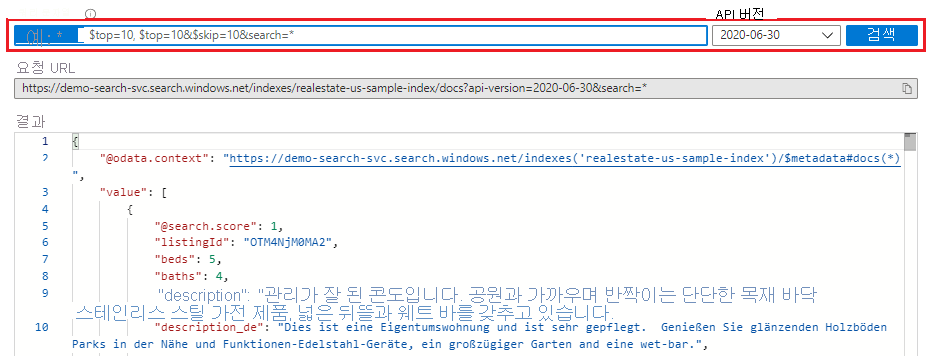 API 버전
예: * $top=10, $top=10&$skip=10&search=*
2020-06-30
검색
요청 URL
https://demo-search-svc.search.windows.net/indexes/realestate-us-sample-index/docs?api-version=2020-06-30&search=*
결과
1 {
2 "@odata.context": "https://demo-search-svc.search.windows.net/indexes('realestate-us-sample-index')/$metadata#docs(*)
",
3 "value": [
4 {
5 "@search.score": 1,
6 "listingId": "OTM4NjM0MA2",
7 "beds": 5,
8 "baths": 4,
9 "description": "관리가 잘 된 콘도입니다. 공원과 가까우며 반짝이는 단단한 목재 바닥
스테인리스 스틸 가전 제품, 넓은 뒤뜰과 웨트 바를 갖추고 있습니다.
10 "description_de": "Dies ist eine Eigentumswohnung und ist sehr gepflegt. Genießen Sie glänzenden Holzböden
Parks in der Nähe und Funktionen-Edelstahl-Geräte, ein großzügiger Garten and eine wet-bar.",